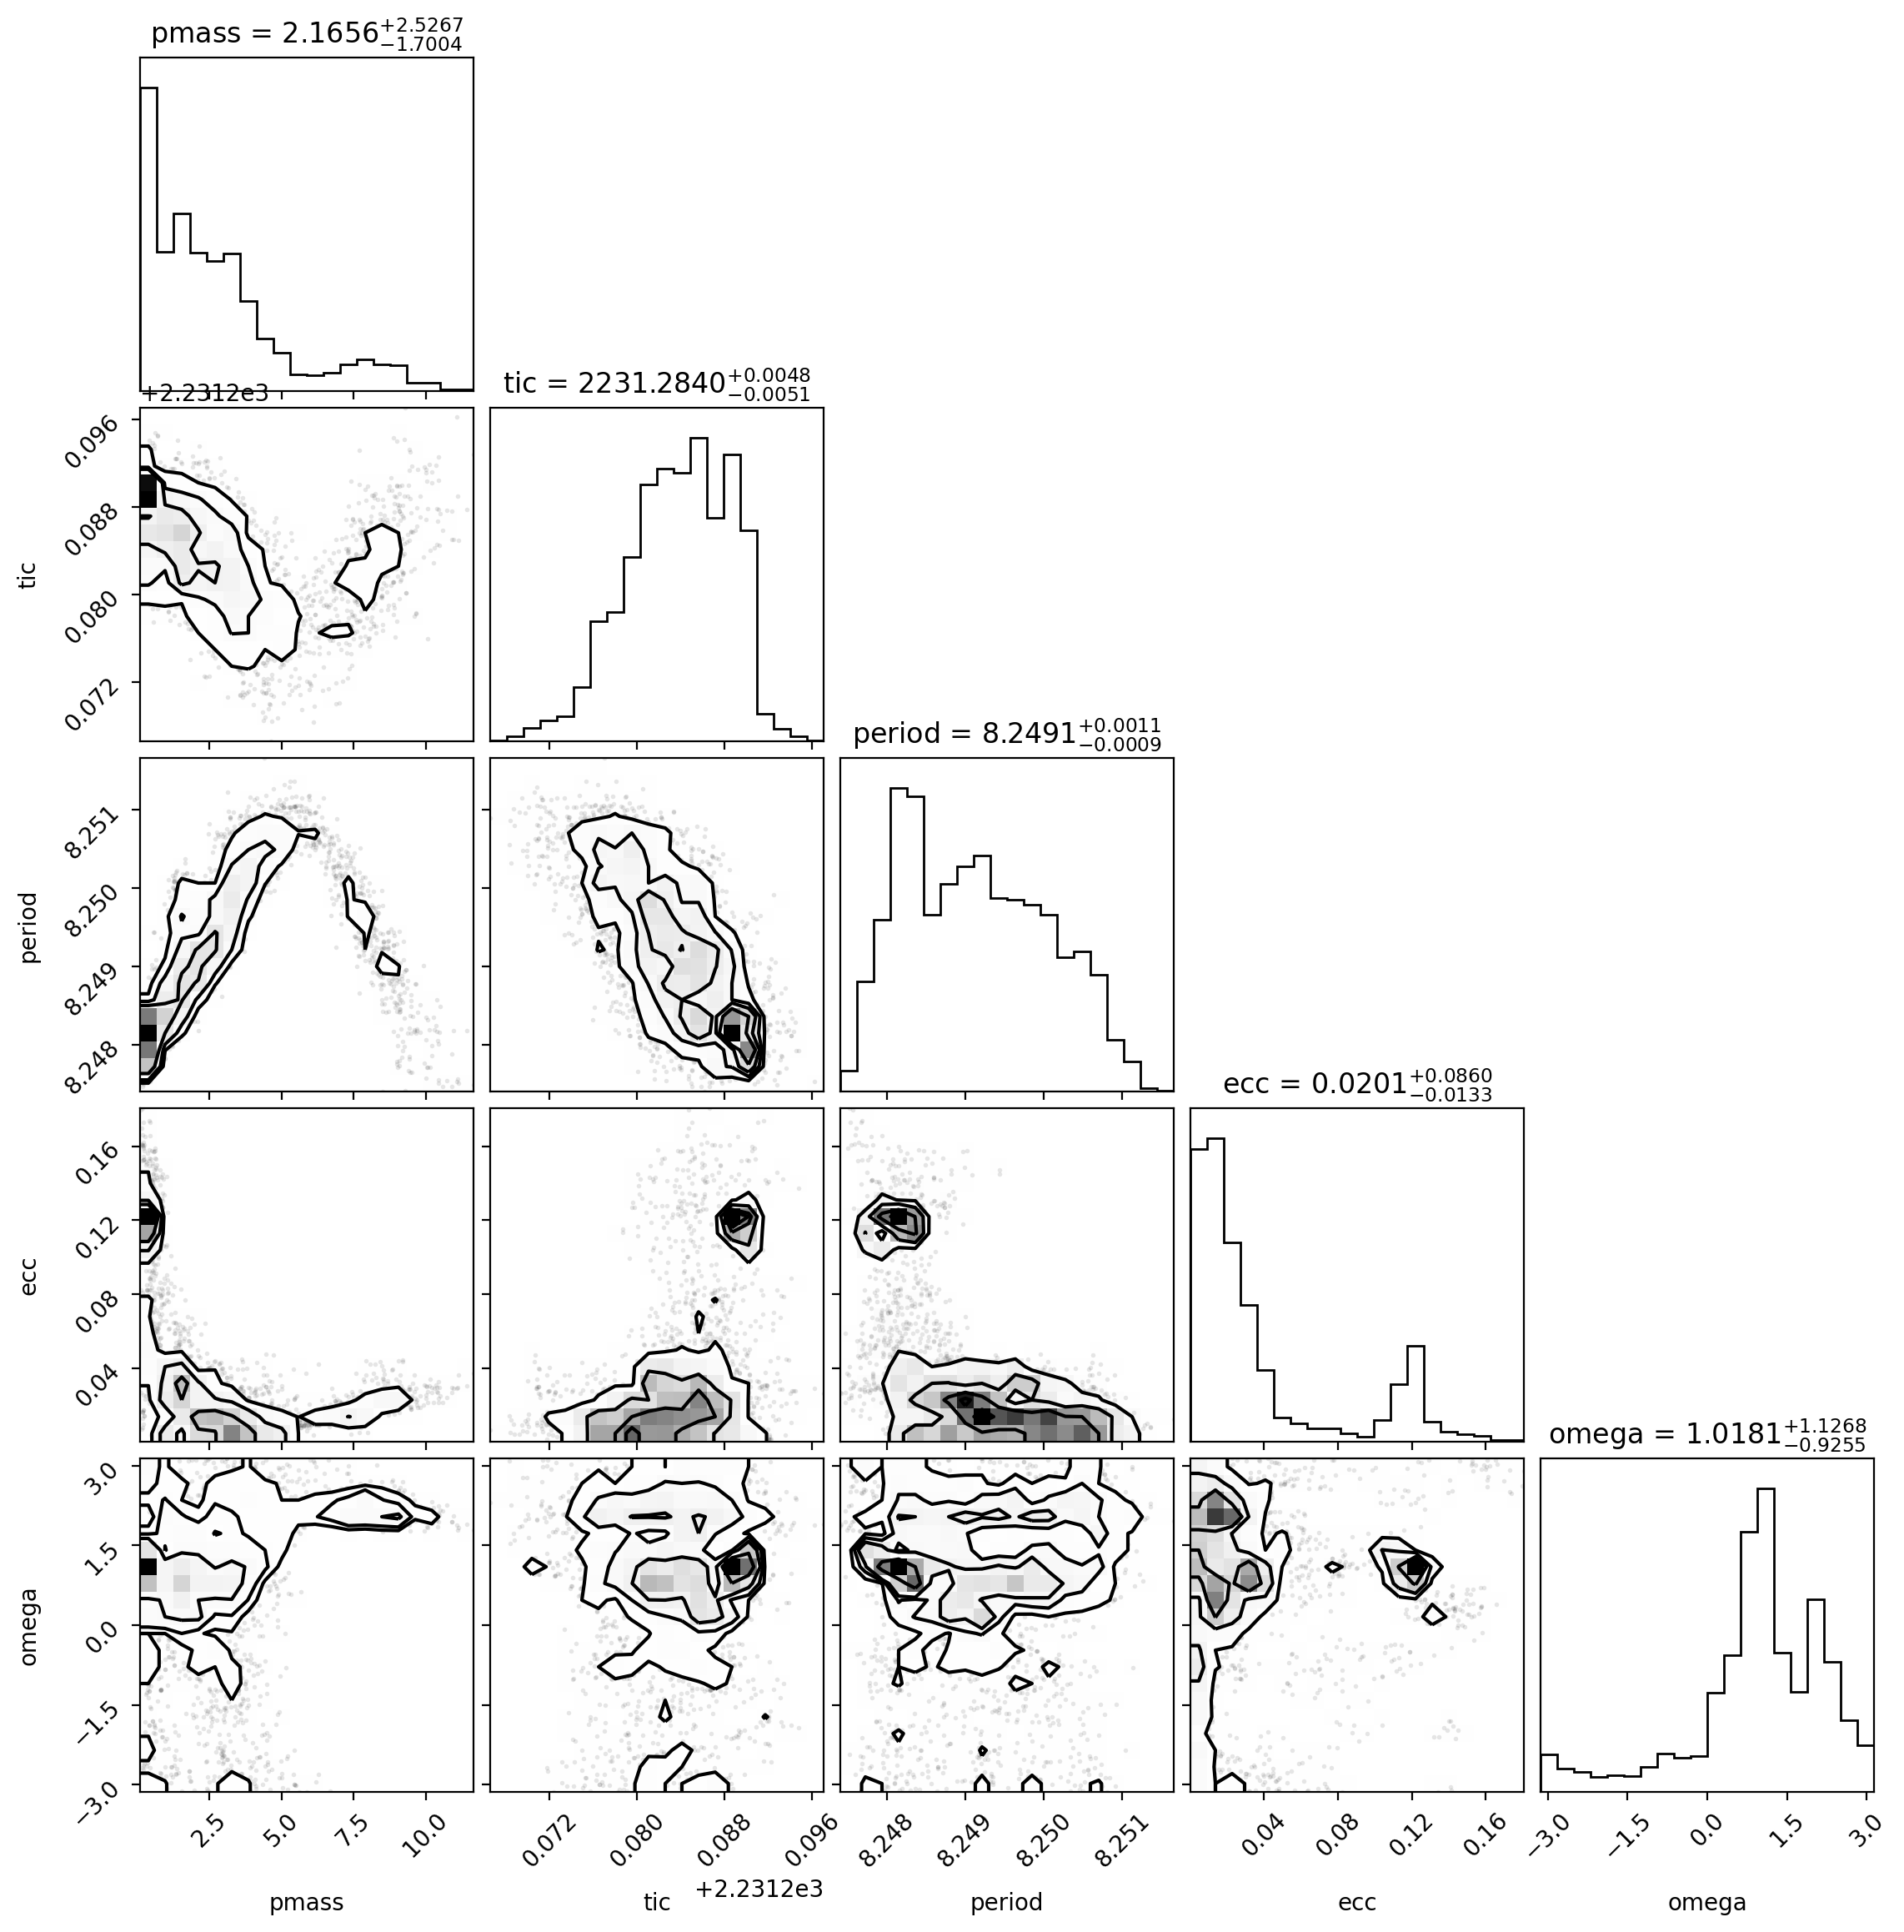 pmass = 2.1656 +2.5267 −1.7004
+2.2312e3
tic = 2231.2840 +0.0048 −0.0051
tic
0.096
0.088
0.080
0.072
period = 8.2491 +0.0011 −0.0009
period
8.251
8.250
8.249
8.248
ecc = 0.0201 +0.0860 −0.0133
ecc
0.16
0.12
0.08
0.04
omega = 1.0181 +1.1268 −0.9255
omega
3.0
1.5
0.0
−1.5
−3.0
2.5 5.0 7.5 10.0
0.072 0.080 0.088 0.096
8.248 8.249 8.250 8.251
0.04 0.08 0.12 0.16
−3.0 −1.5 0.0 1.5 3.0
+2.2312e3
pmass tic period ecc omega